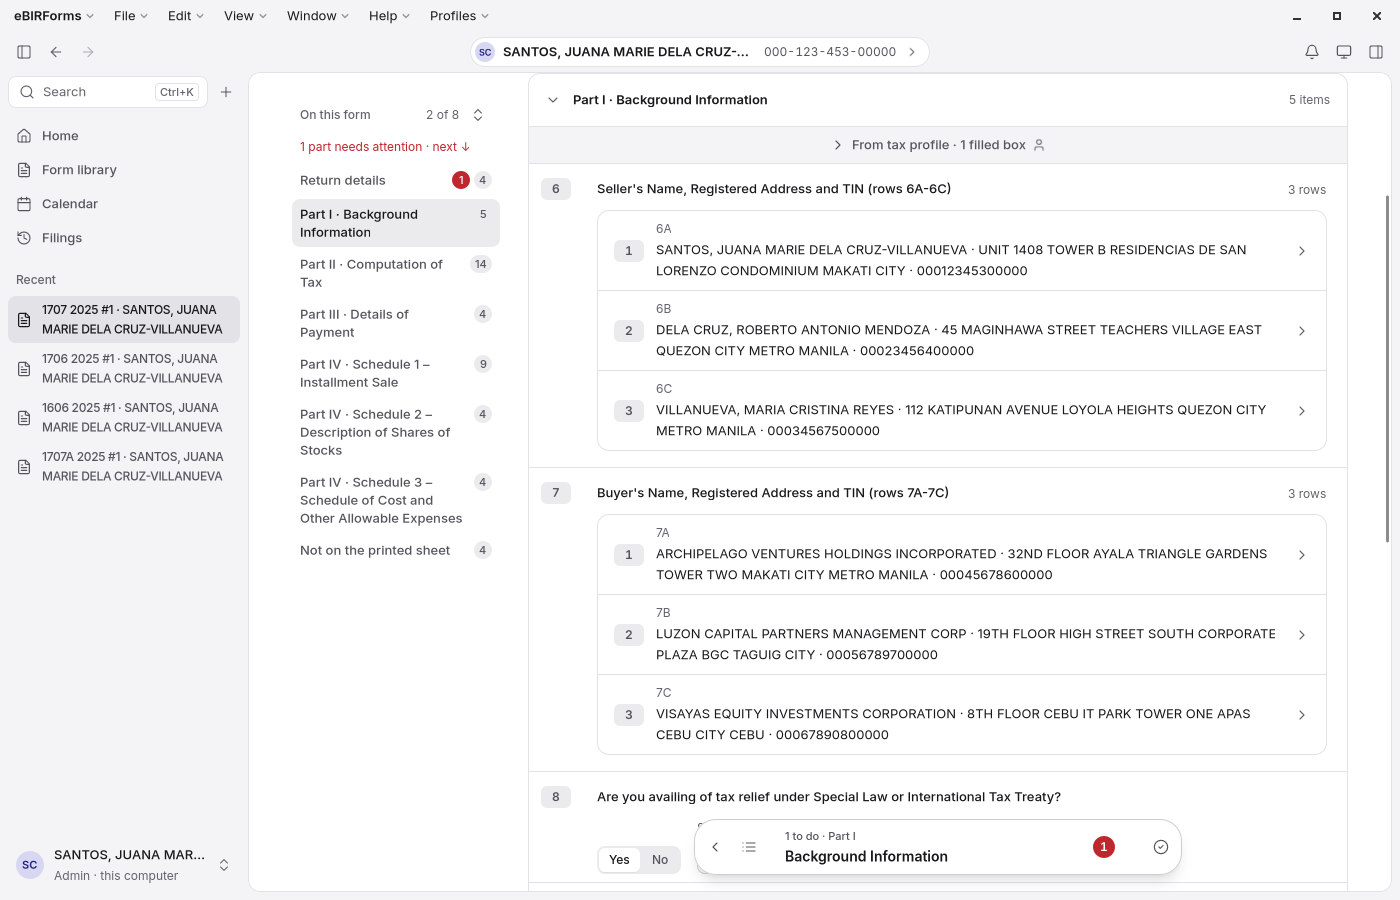 eBIRForms File Edit View Window Help Profiles
SC SANTOS, JUANA MARIE DELA CRUZ-... 000-123-453-00000
Search Ctrl+K
Home
Form library
Calendar
Filings
Recent
1707 2025 #1 · SANTOS, JUANA
MARIE DELA CRUZ-VILLANUEVA
1706 2025 #1 · SANTOS, JUANA
MARIE DELA CRUZ-VILLANUEVA
1606 2025 #1 · SANTOS, JUANA
MARIE DELA CRUZ-VILLANUEVA
1707A 2025 #1 · SANTOS, JUANA
MARIE DELA CRUZ-VILLANUEVA
SC SANTOS, JUANA MAR...
Admin · this computer
On this form 2 of 8
1 part needs attention · next ↓
Return details 1 4
Part I · Background 5
Information
Part II · Computation of 14
Tax
Part III · Details of 4
Payment
Part IV · Schedule 1 – 9
Installment Sale
Part IV · Schedule 2 – 4
Description of Shares of
Stocks
Part IV · Schedule 3 – 4
Schedule of Cost and
Other Allowable Expenses
Not on the printed sheet 4
Part I · Background Information 5 items
From tax profile · 1 filled box
6 Seller's Name, Registered Address and TIN (rows 6A-6C) 3 rows
6A
1 SANTOS, JUANA MARIE DELA CRUZ-VILLANUEVA · UNIT 1408 TOWER B RESIDENCIAS DE SAN
LORENZO CONDOMINIUM MAKATI CITY · 00012345300000
6B
2 DELA CRUZ, ROBERTO ANTONIO MENDOZA · 45 MAGINHAWA STREET TEACHERS VILLAGE EAST
QUEZON CITY METRO MANILA · 00023456400000
6C
3 VILLANUEVA, MARIA CRISTINA REYES · 112 KATIPUNAN AVENUE LOYOLA HEIGHTS QUEZON CITY
METRO MANILA · 00034567500000
7 Buyer's Name, Registered Address and TIN (rows 7A-7C) 3 rows
7A
1 ARCHIPELAGO VENTURES HOLDINGS INCORPORATED · 32ND FLOOR AYALA TRIANGLE GARDENS
TOWER TWO MAKATI CITY METRO MANILA · 00045678600000
7B
2 LUZON CAPITAL PARTNERS MANAGEMENT CORP · 19TH FLOOR HIGH STREET SOUTH CORPORATE
PLAZA BGC TAGUIG CITY · 00056789700000
7C
3 VISAYAS EQUITY INVESTMENTS CORPORATION · 8TH FLOOR CEBU IT PARK TOWER ONE APAS
CEBU CITY CEBU · 00067890800000
8 Are you availing of tax relief under Special Law or International Tax Treaty?
Yes No
1 to do · Part I
Background Information 1